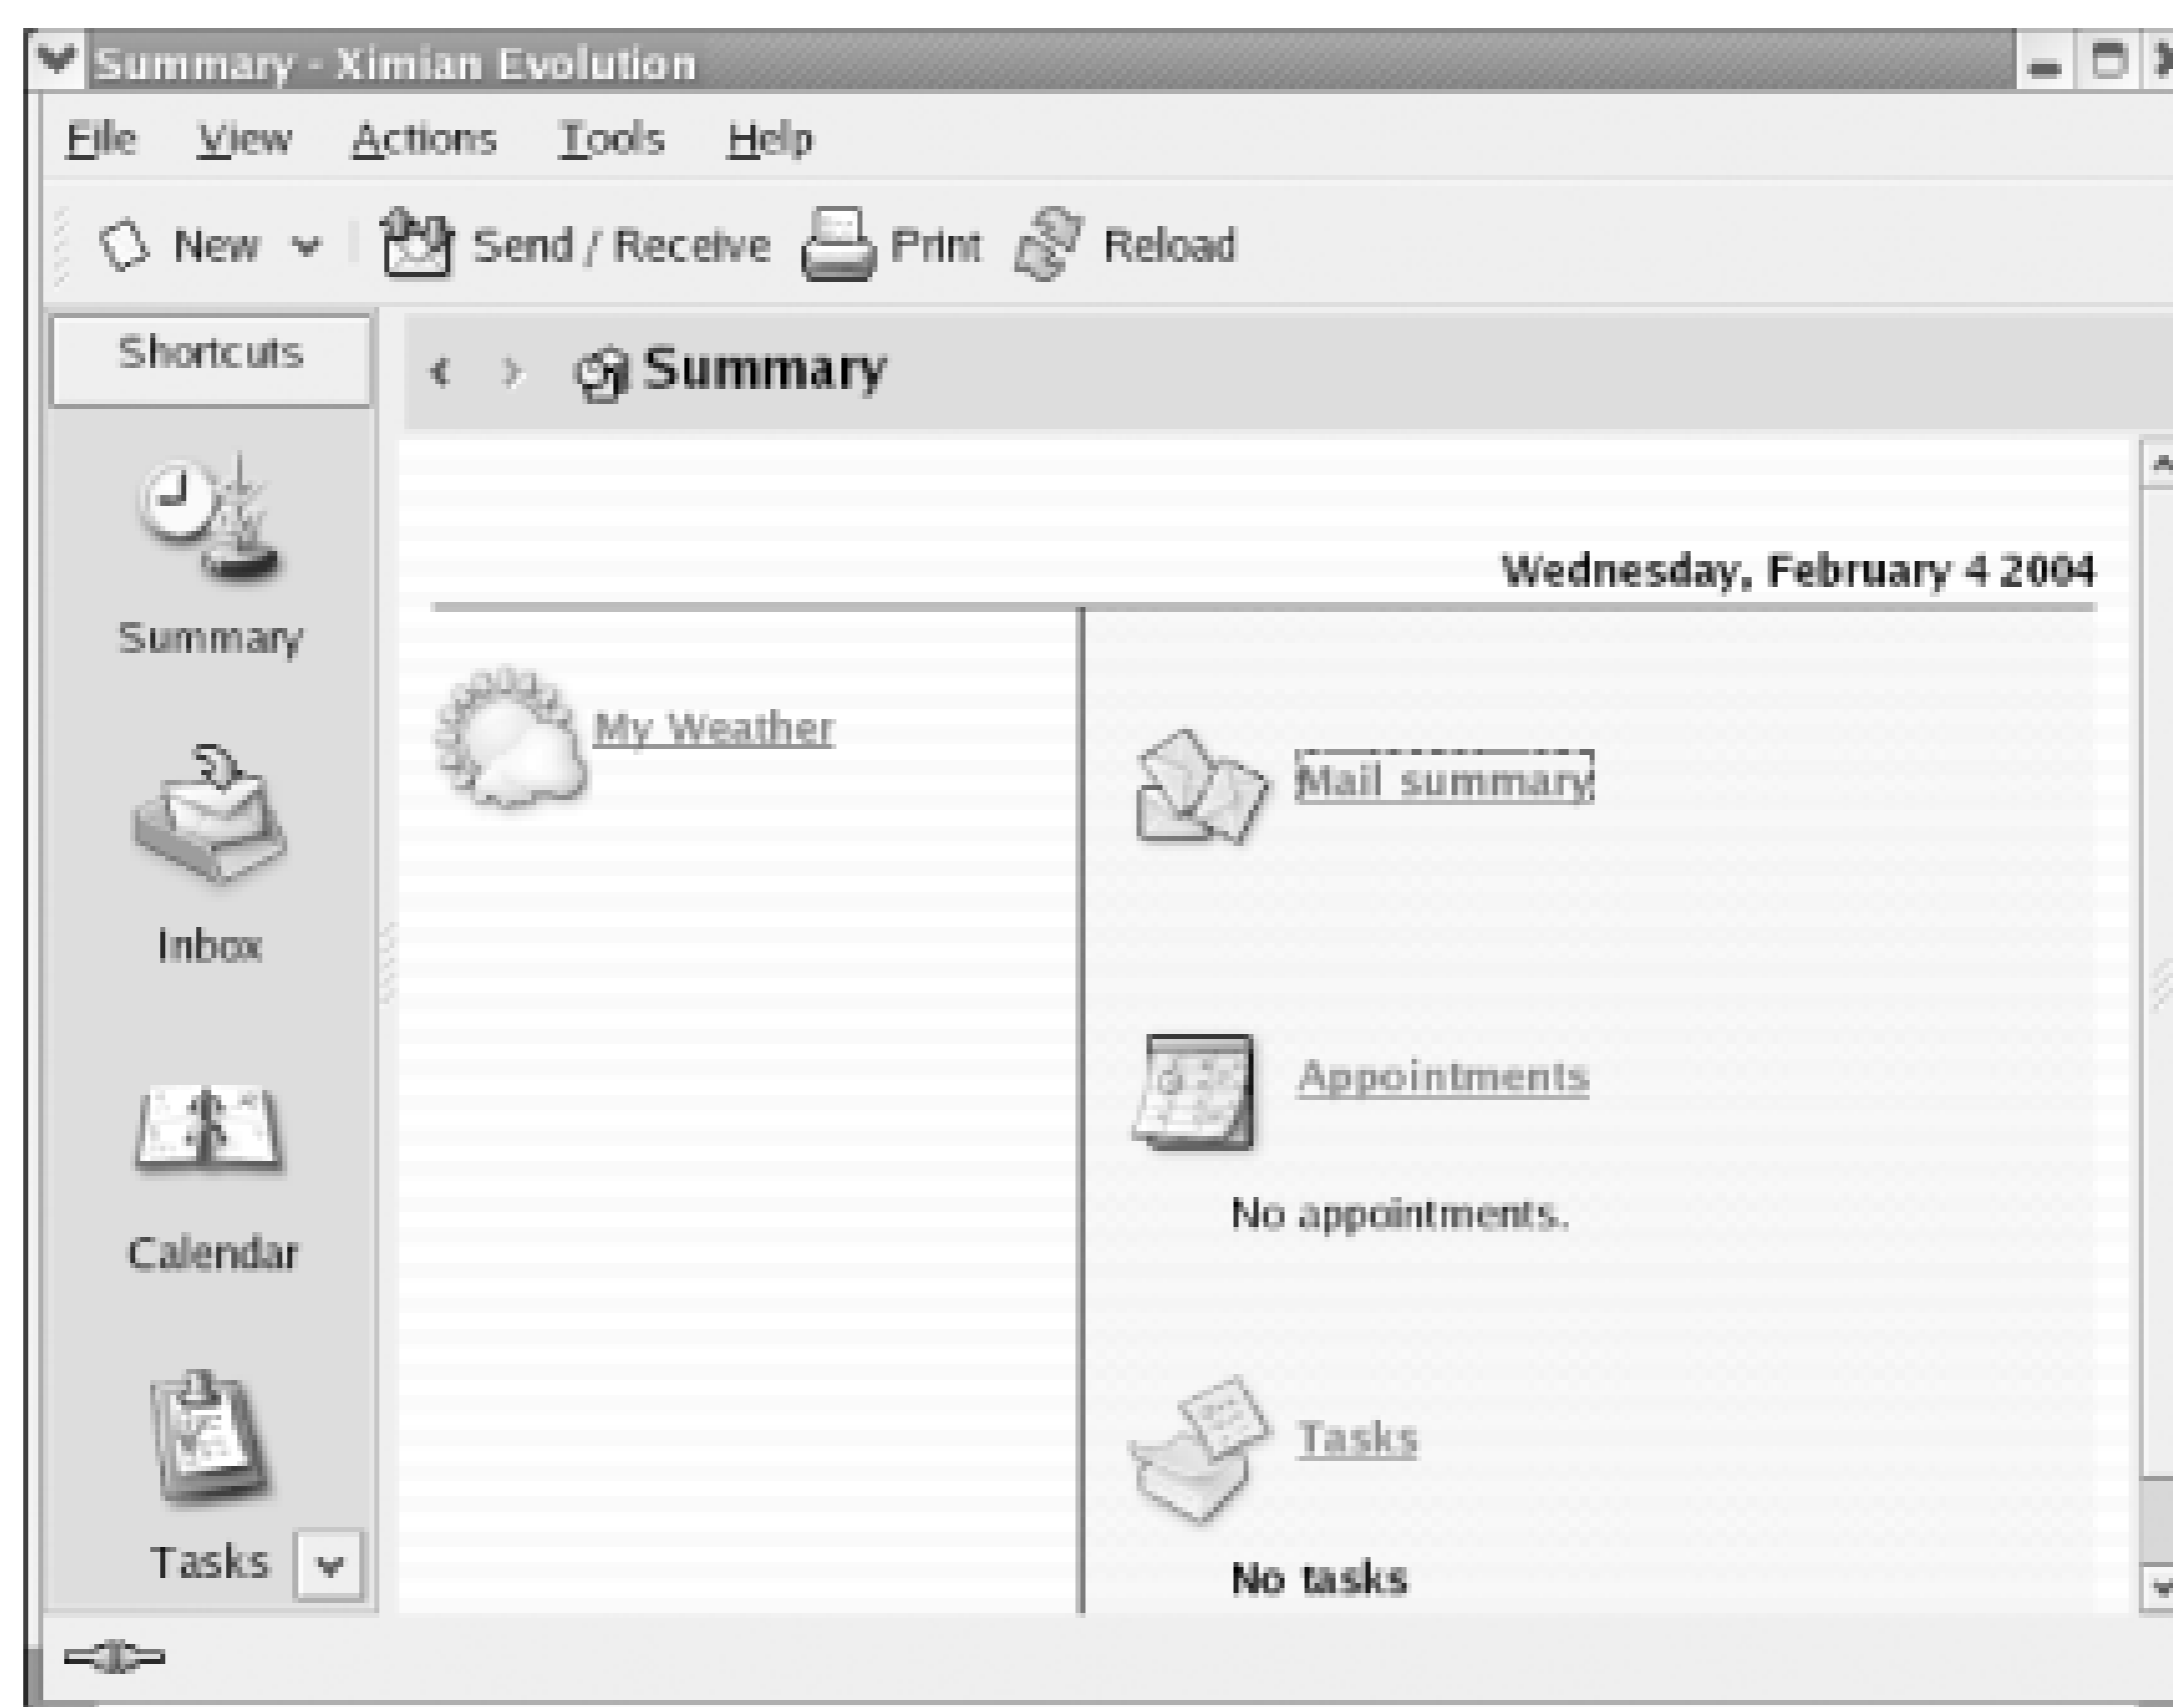 Summary - Ximian Evolution
File View Actions Tools Help
New Send / Receive Print Reload
Shortcuts
Summary
Wednesday, February 4 2004
Summary
My Weather
Mail summary
Inbox
Appointments
No appointments.
Calendar
Tasks
Tasks
No tasks